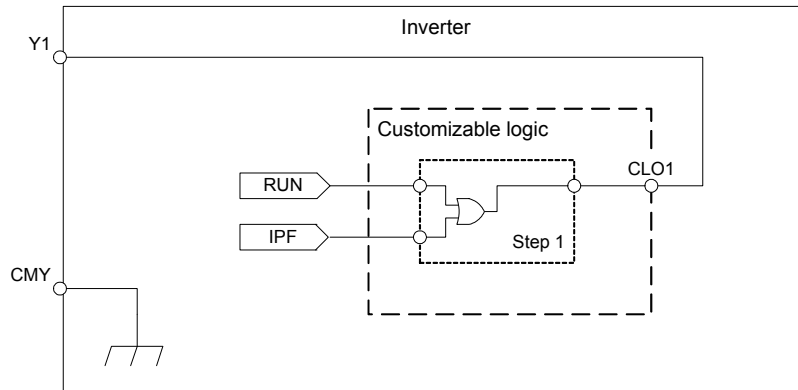 Inverter
Y1
Customizable logic
CLO1
RUN
IPF
Step 1
CMY